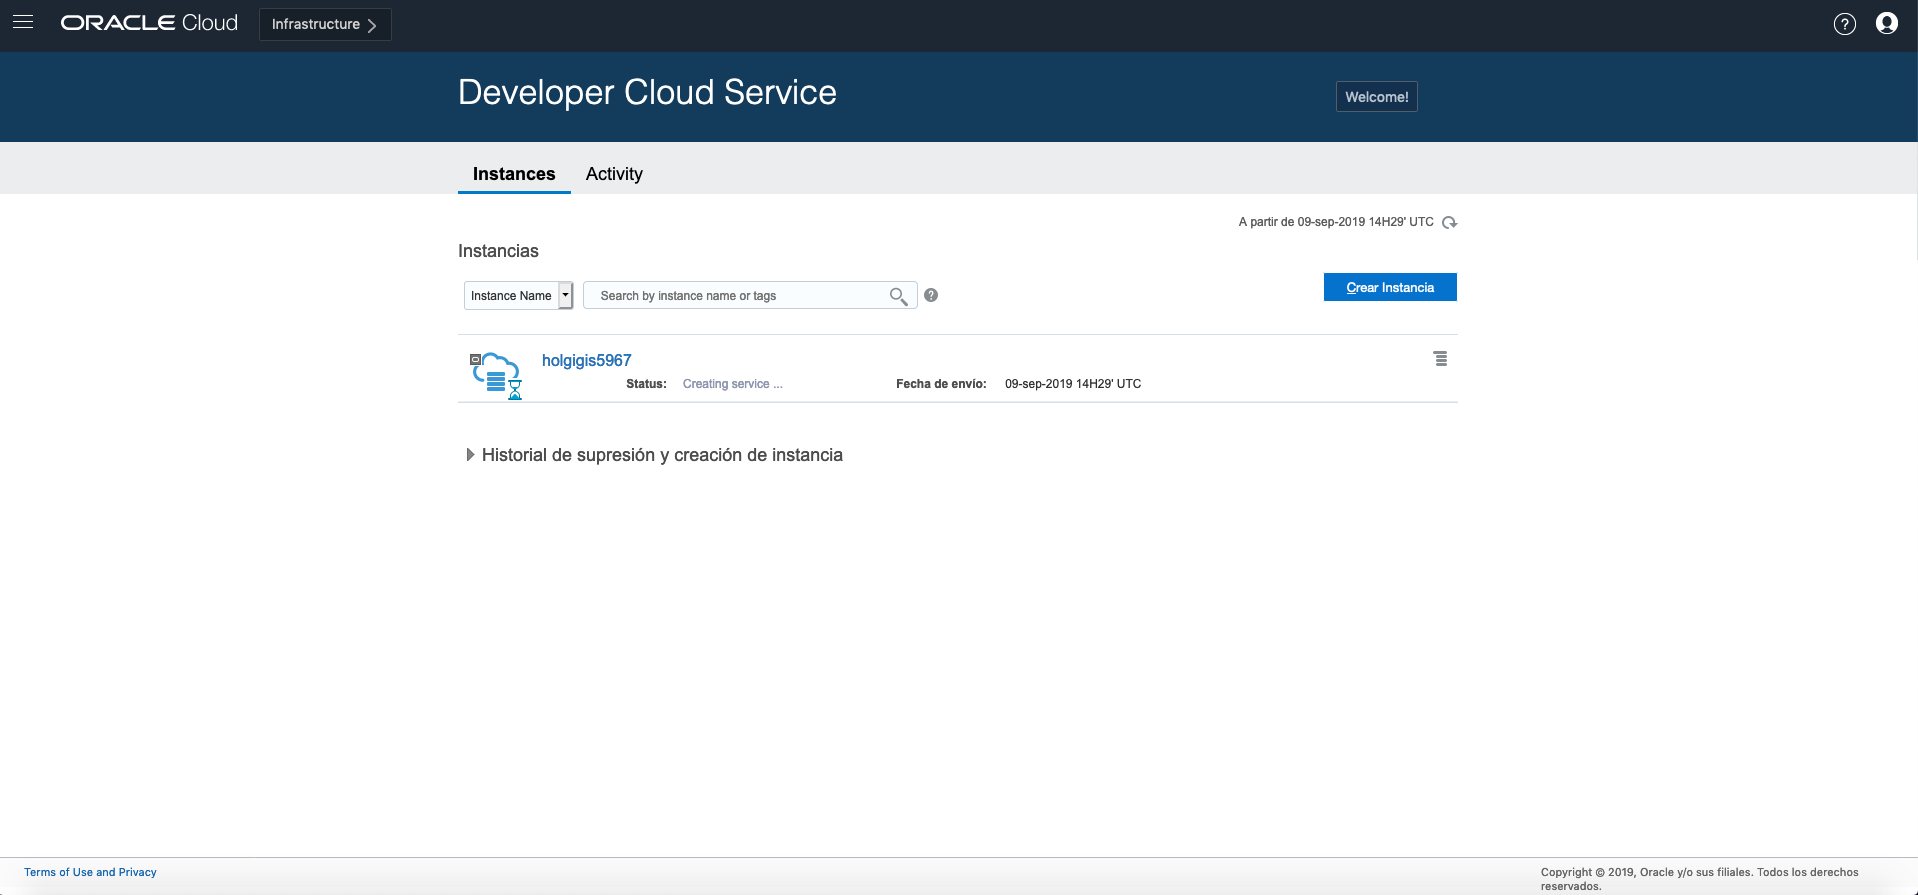 ORACLE Cloud
Infrastructure
Developer Cloud Service
Welcome!
Instances
Activity
A partir de 09-sep-2019 14H29' UTC
Instancias
Instance Name
Search by instance name or tags
Crear Instancia
holgigis5967
Status: Creating service ...
Fecha de envío: 09-sep-2019 14H29' UTC
Historial de supresión y creación de instancia
Terms of Use and Privacy
Copyright © 2019, Oracle y/o sus filiales. Todos los derechos
reservados.